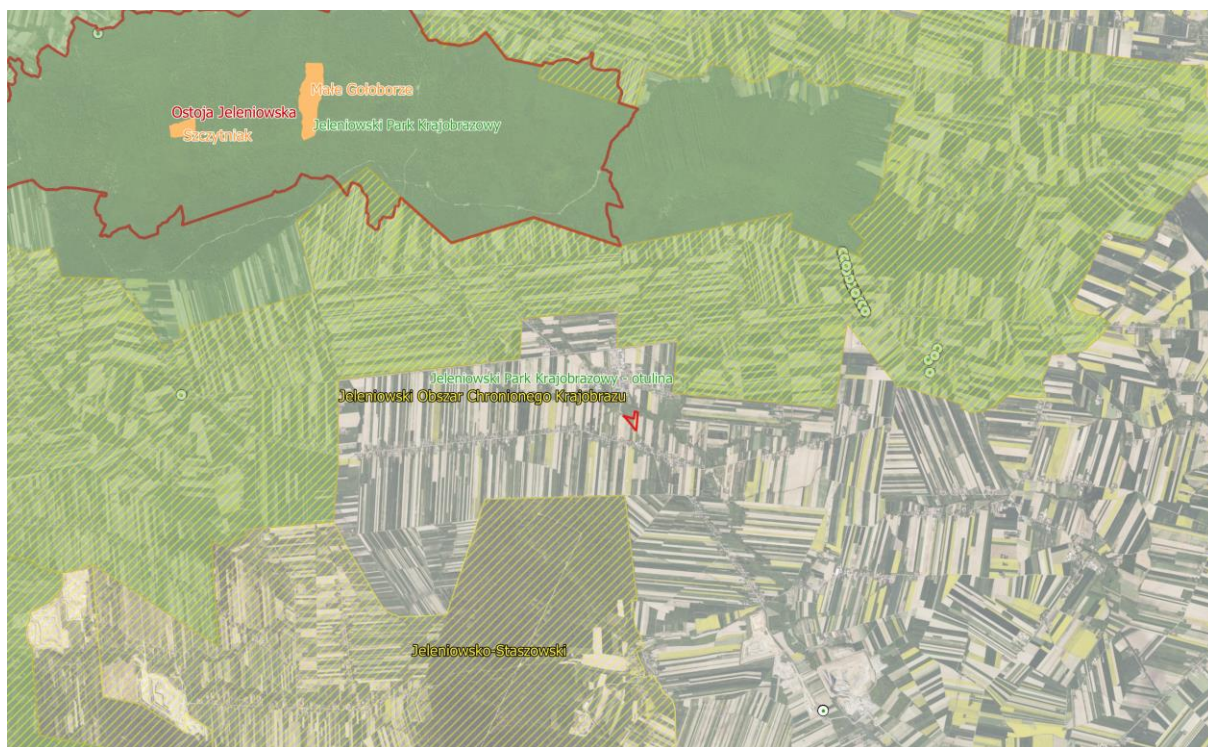 Małe Gołoborze
Ostoja Jeleniowska
Jeleniowski Park Krajobrazowy
Szczytniak
Jeleniowski Park Krajobrazowy - otulina
Jeleniowski Obszar Chronionego Krajobrazu
Jeleniowsko-Staszowski